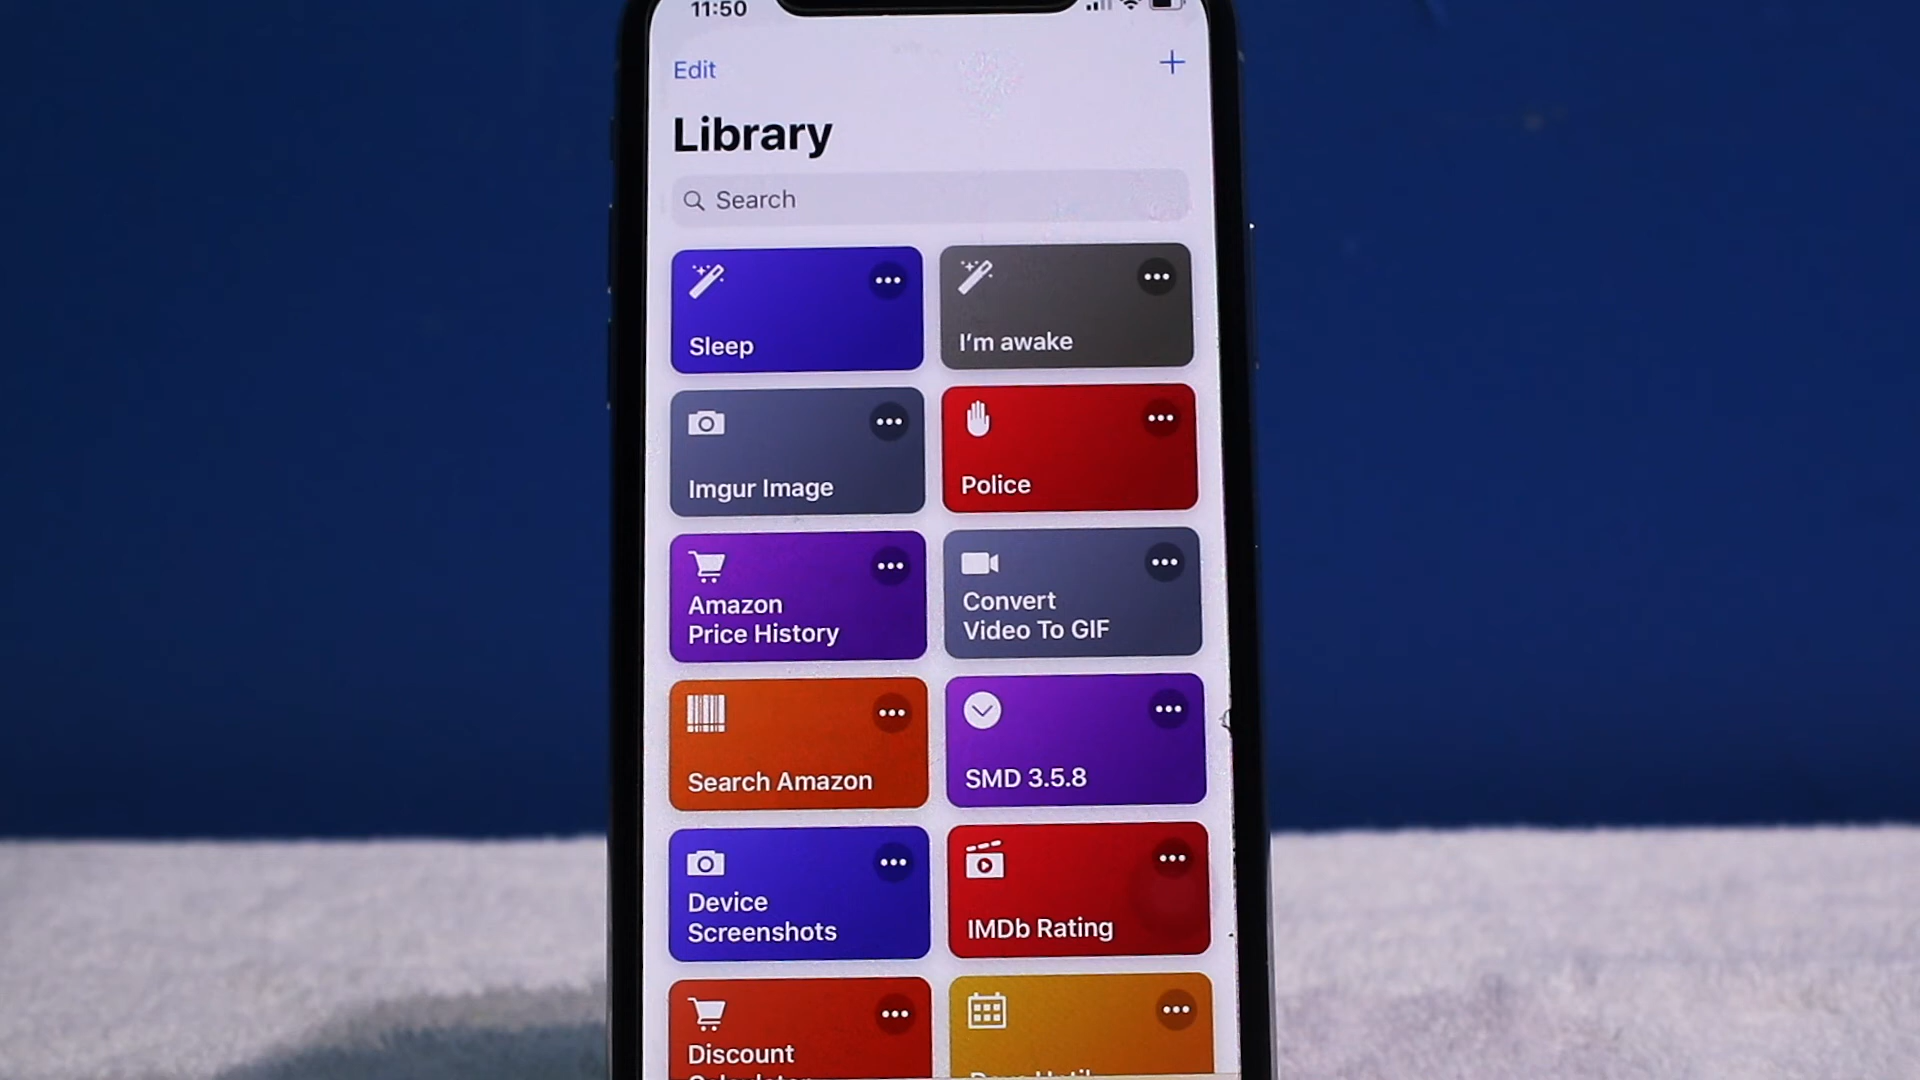 11:50
Edit
Library
Search
Sleep
I'm awake
Imgur Image
Police
Amazon
Price History
Convert
Video To GIF
Search Amazon
SMD 3.5.8
Device
Screenshots
IMDb Rating
Discount